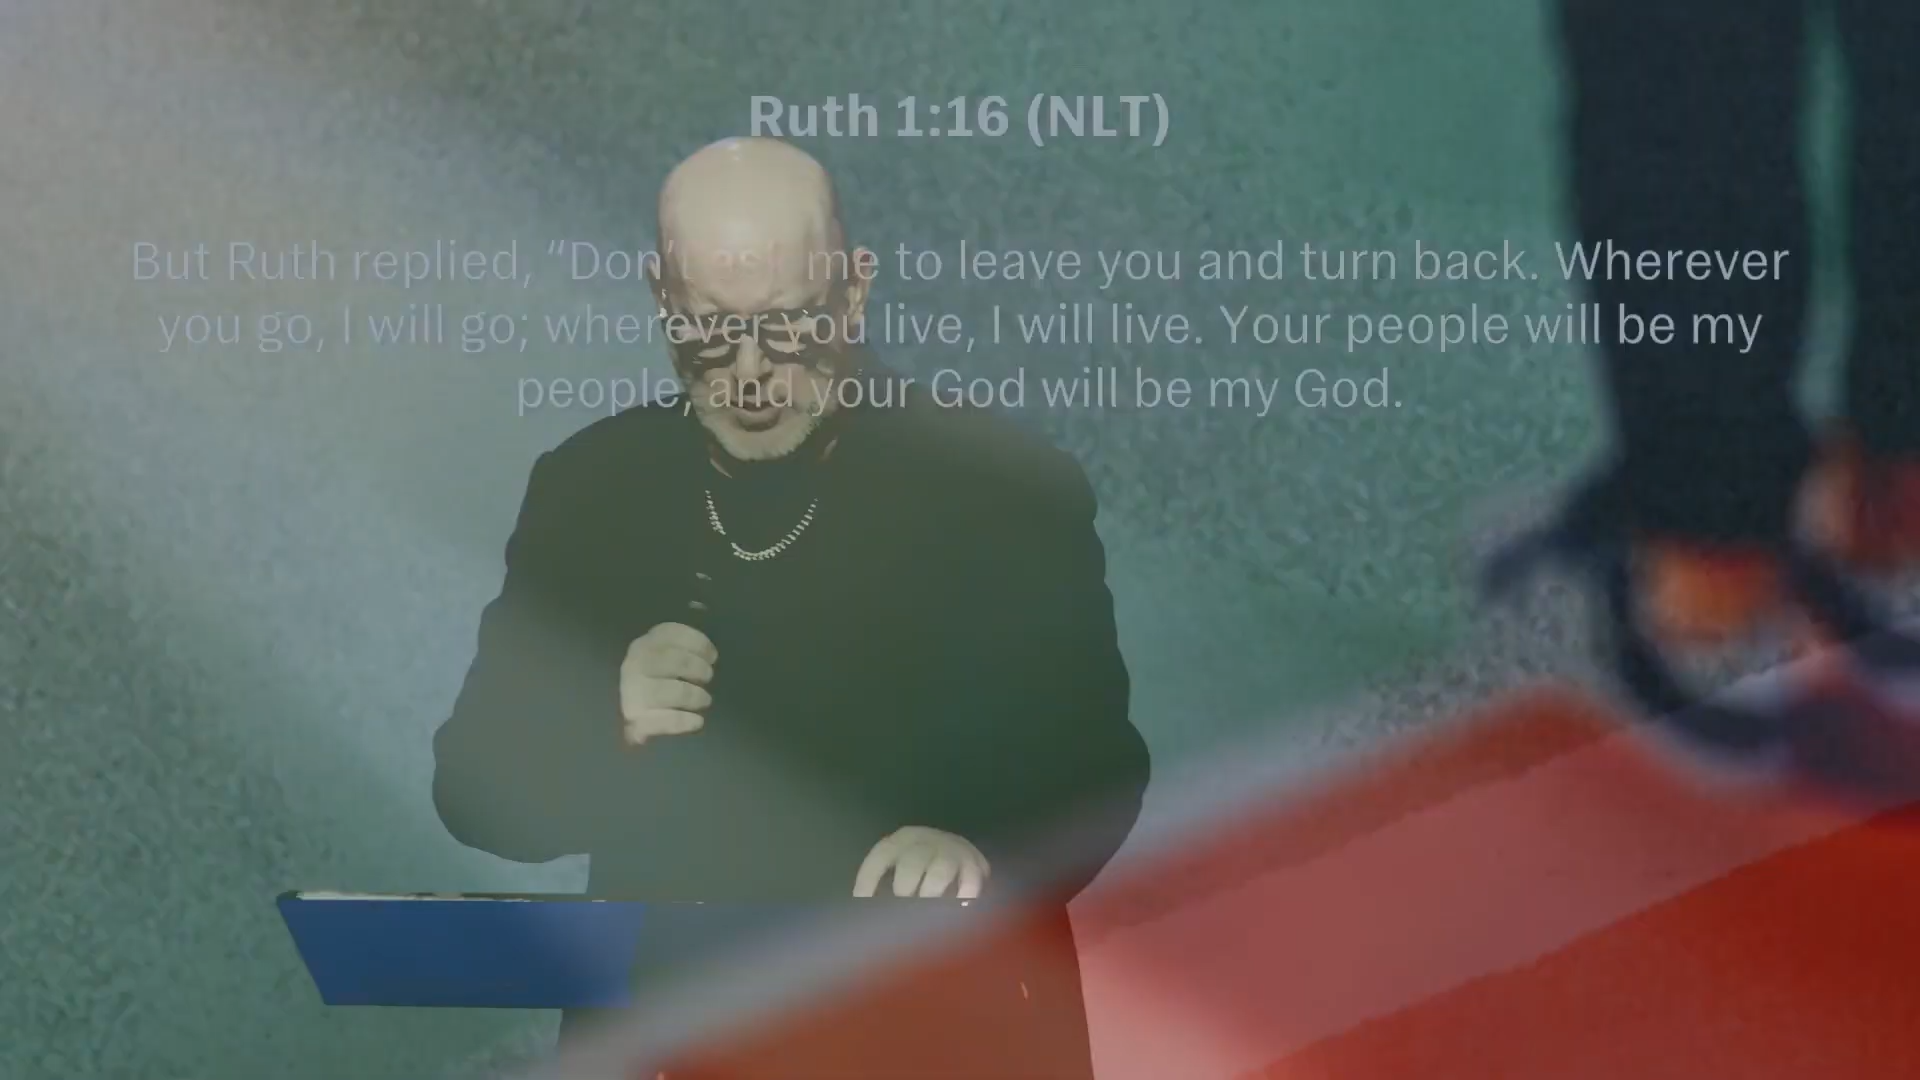 Ruth 1:16 (NLT)
But Ruth replied, “Don’t ask me to leave you and turn back. Wherever
you go, I will go; wherever you live, I will live. Your people will be my
people, and your God will be my God.